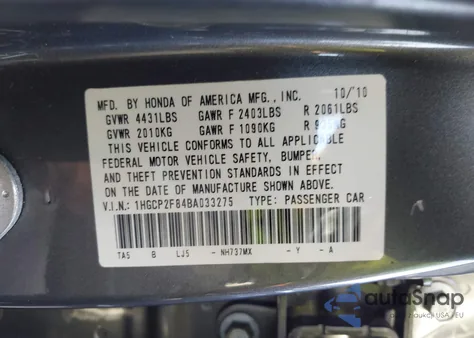 MFD. BY HONDA OF AMERICA MFG., INC. 10/'10
GVWR 4431LBS GAWR F 2403LBS R 2061LBS
GVWR 2010KG GAWR F 1090KG R
THIS VEHICLE CONFORMS TO ALL APPLICABLE
FEDERAL MOTOR VEHICLE SAFETY, BUMPER,
AND THEFT PREVENTION STANDARDS IN EFFECT
ON THE DATE OF MANUFACTURE SHOWN ABOVE.
V.I.N.: 1HGCP2F84BA033275 TYPE: PASSENGER CAR
TA5 B LJ5 - NH737MX - Y - A
autoSnap